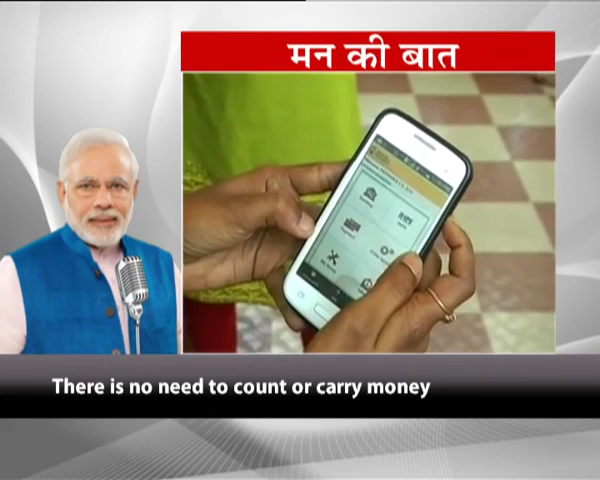 मन की बात
There is no need to count or carry money